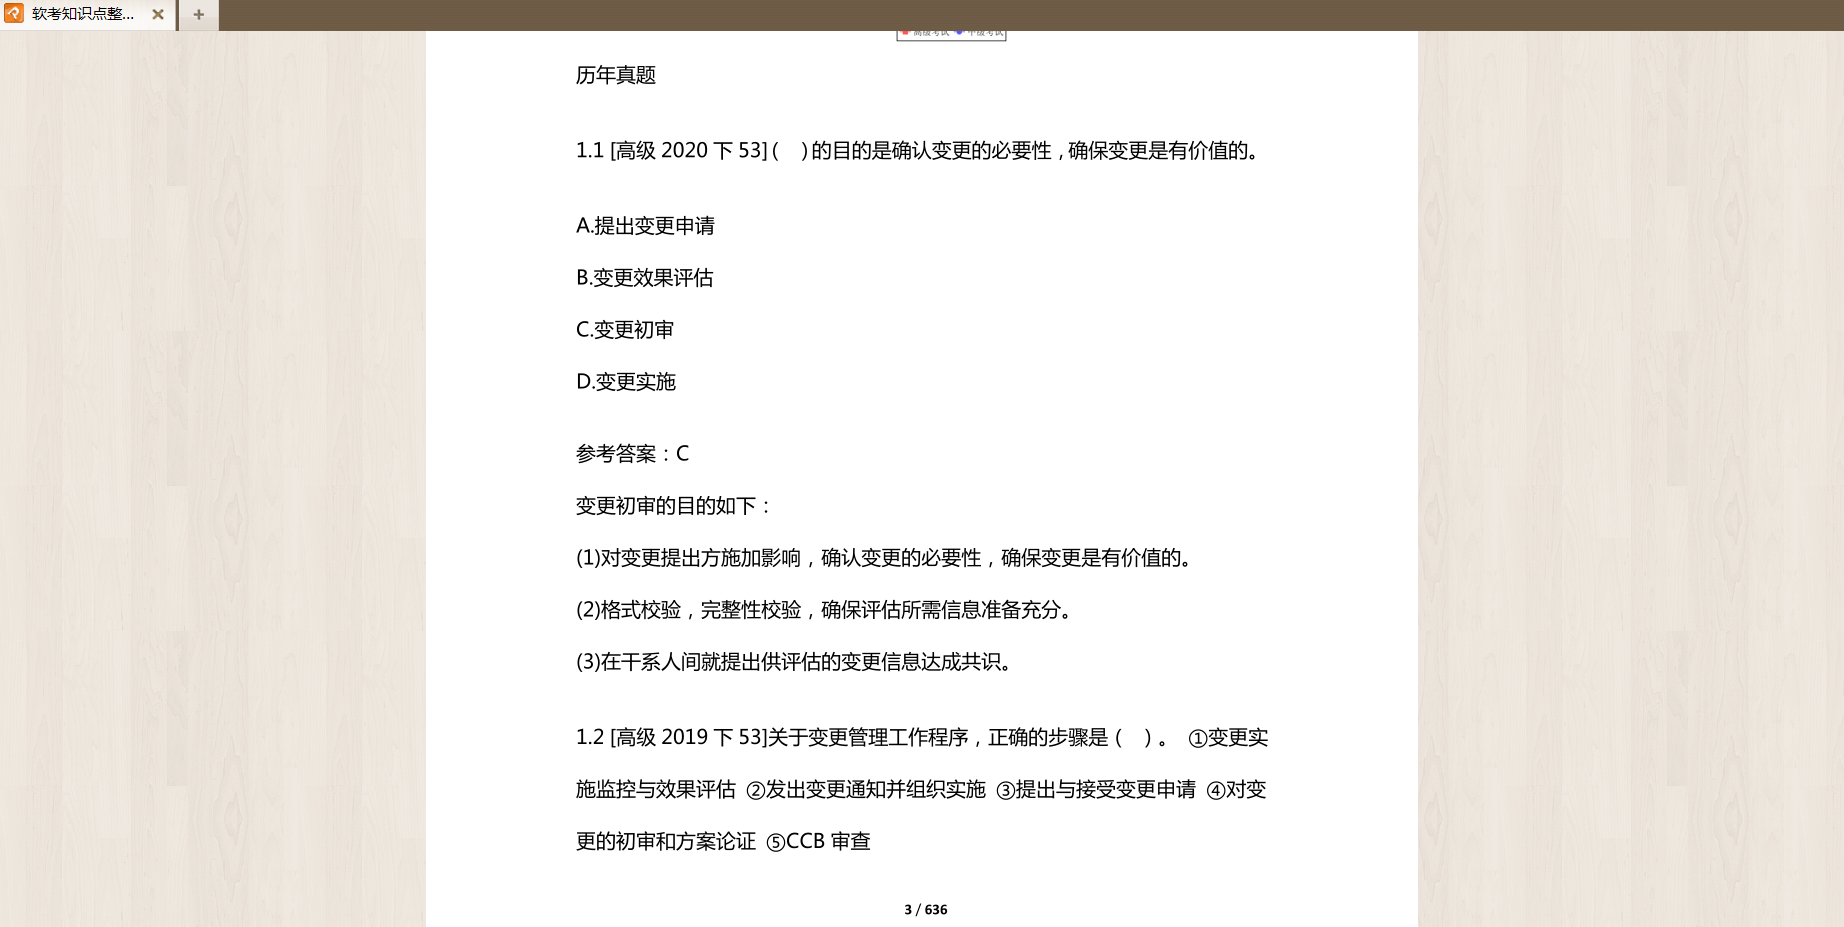 软考知识点整...
历年真题
1.1 [高级 2020 下 53]（　）的目的是确认变更的必要性，确保变更是有价值的。
A.提出变更申请
B.变更效果评估
C.变更初审
D.变更实施
参考答案：C
变更初审的目的如下：
(1)对变更提出方施加影响，确认变更的必要性，确保变更是有价值的。
(2)格式校验，完整性校验，确保评估所需信息准备充分。
(3)在干系人间就提出供评估的变更信息达成共识。
1.2 [高级 2019 下 53]关于变更管理工作程序，正确的步骤是（　）。 ①变更实
施监控与效果评估 ②发出变更通知并组织实施 ③提出与接受变更申请 ④对变
更的初审和方案论证 ⑤CCB 审查
3 / 636